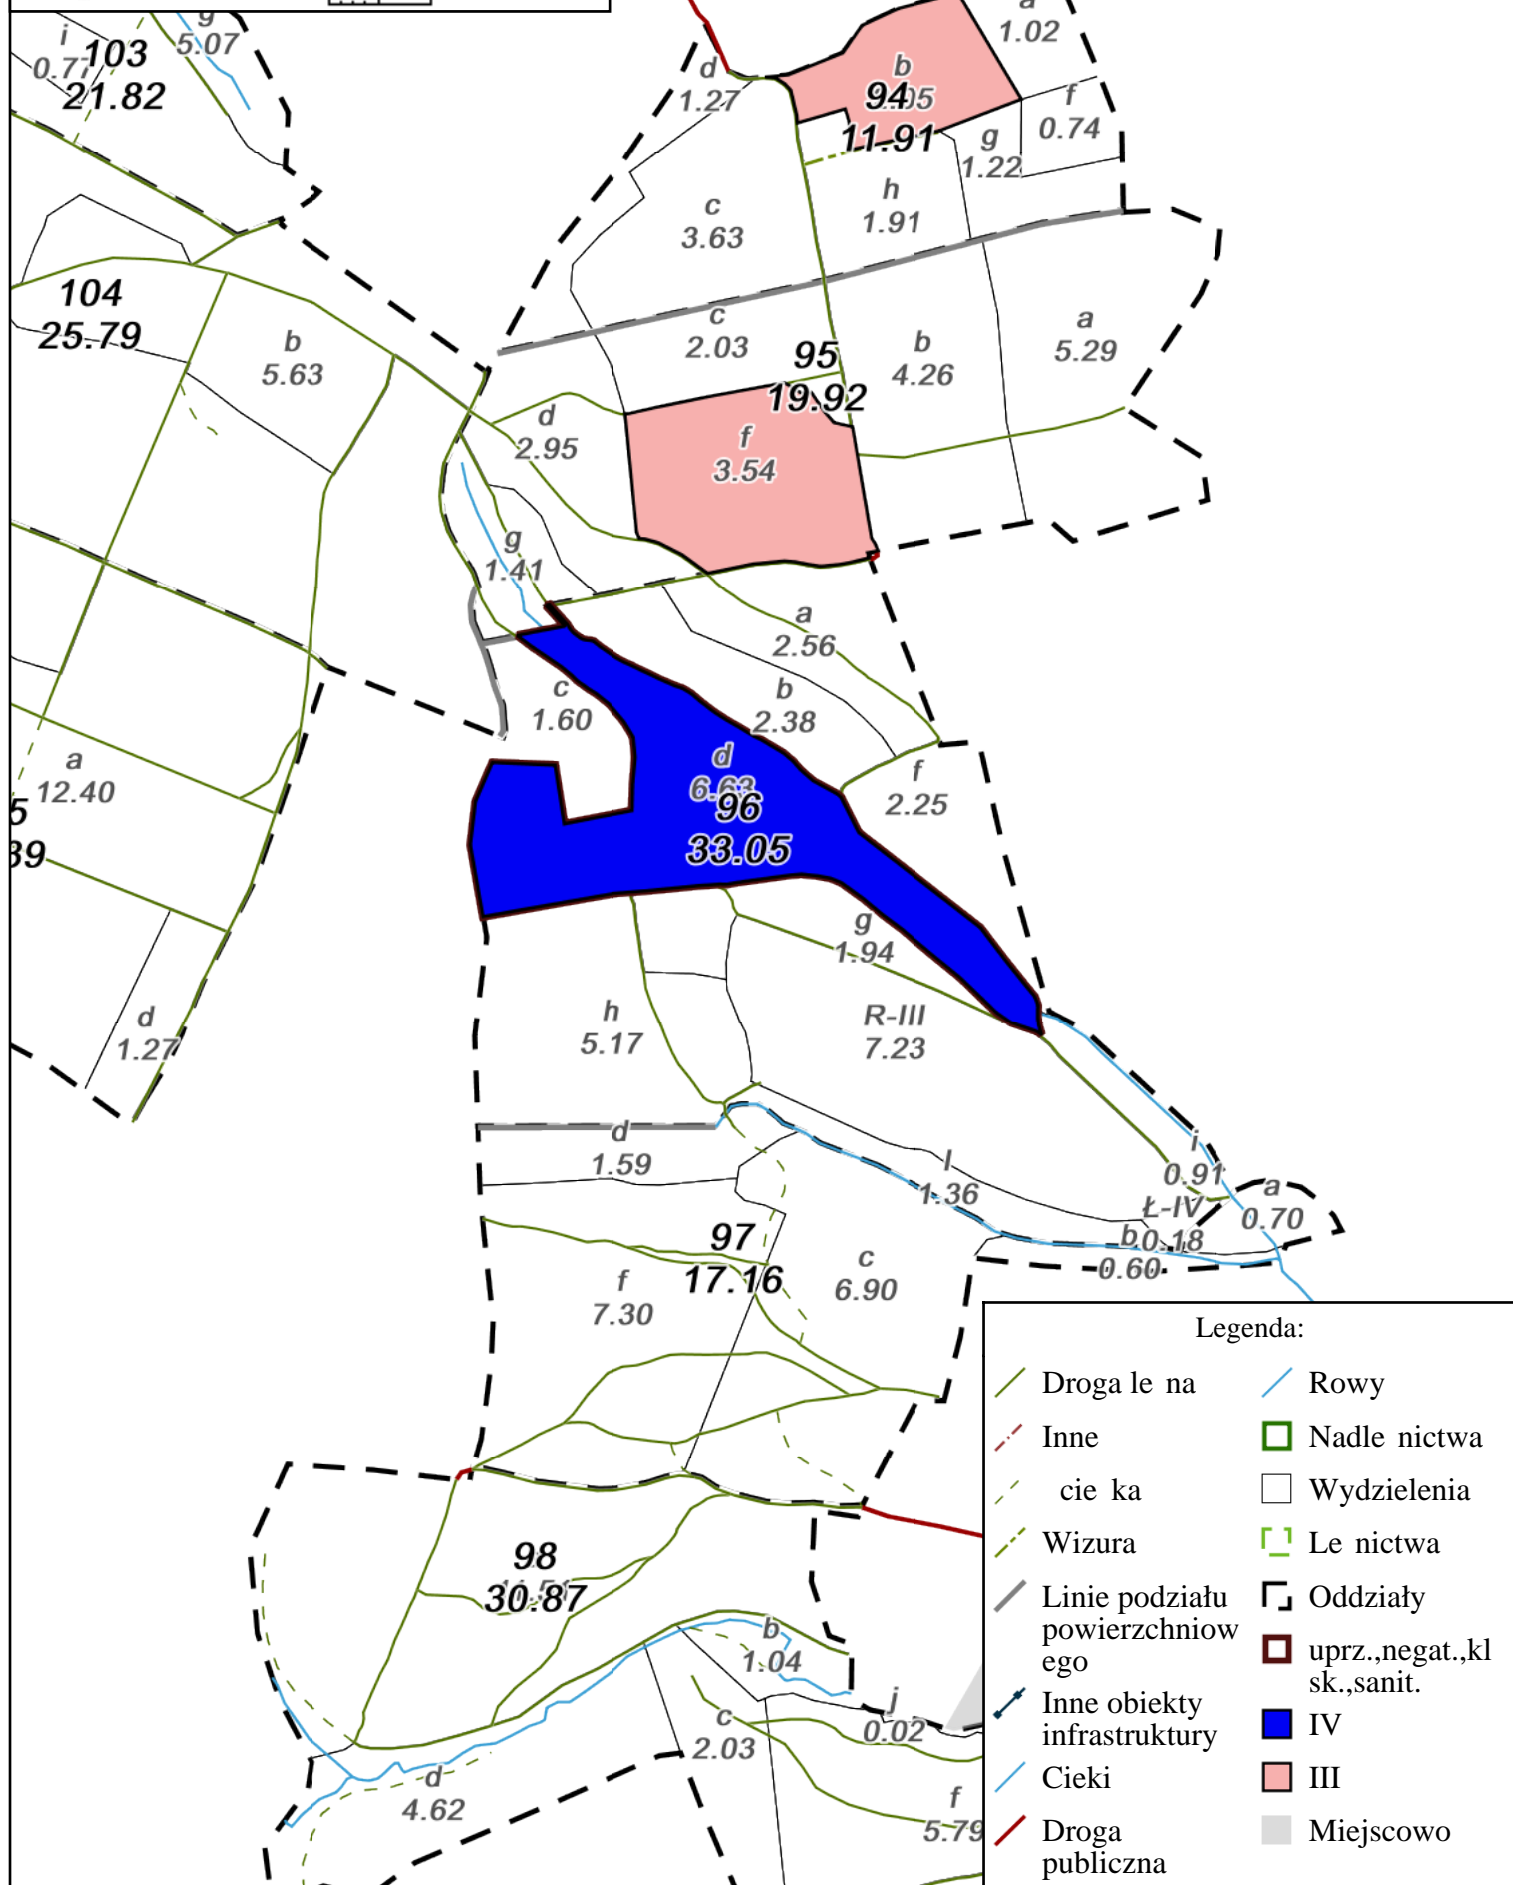 i
0.77
103
21.82
g
5.07
d
1.27
b
94
11.91
a
1.02
f
0.74
g
1.22
h
1.91
c
3.63
104
25.79
b
5.63
c
2.03
95
19.92
b
4.26
a
5.29
d
2.95
f
3.54
g
1.41
a
2.56
c
1.60
b
2.38
d
6.63
96
33.05
f
2.25
a
12.40
5
39
g
1.94
d
1.27
h
5.17
R-III
7.23
d
1.59
l
1.36
i
0.91
Ł-IV
0.18
a
0.70
b
0.60
97
17.16
c
6.90
f
7.30
98
30.87
b
1.04
j
0.02
c
2.03
d
4.62
f
5.79
Legenda:
Droga le na
Inne
cie ka
Wizura
Linie podziału
powierzchniow
ego
Inne obiekty
infrastruktury
Cieki
Droga
publiczna
Rowy
Nadle nictwa
Wydzielenia
Le nictwa
Oddziały
uprz.,negat.,kl
sk.,sanit.
IV
III
Miejscowo